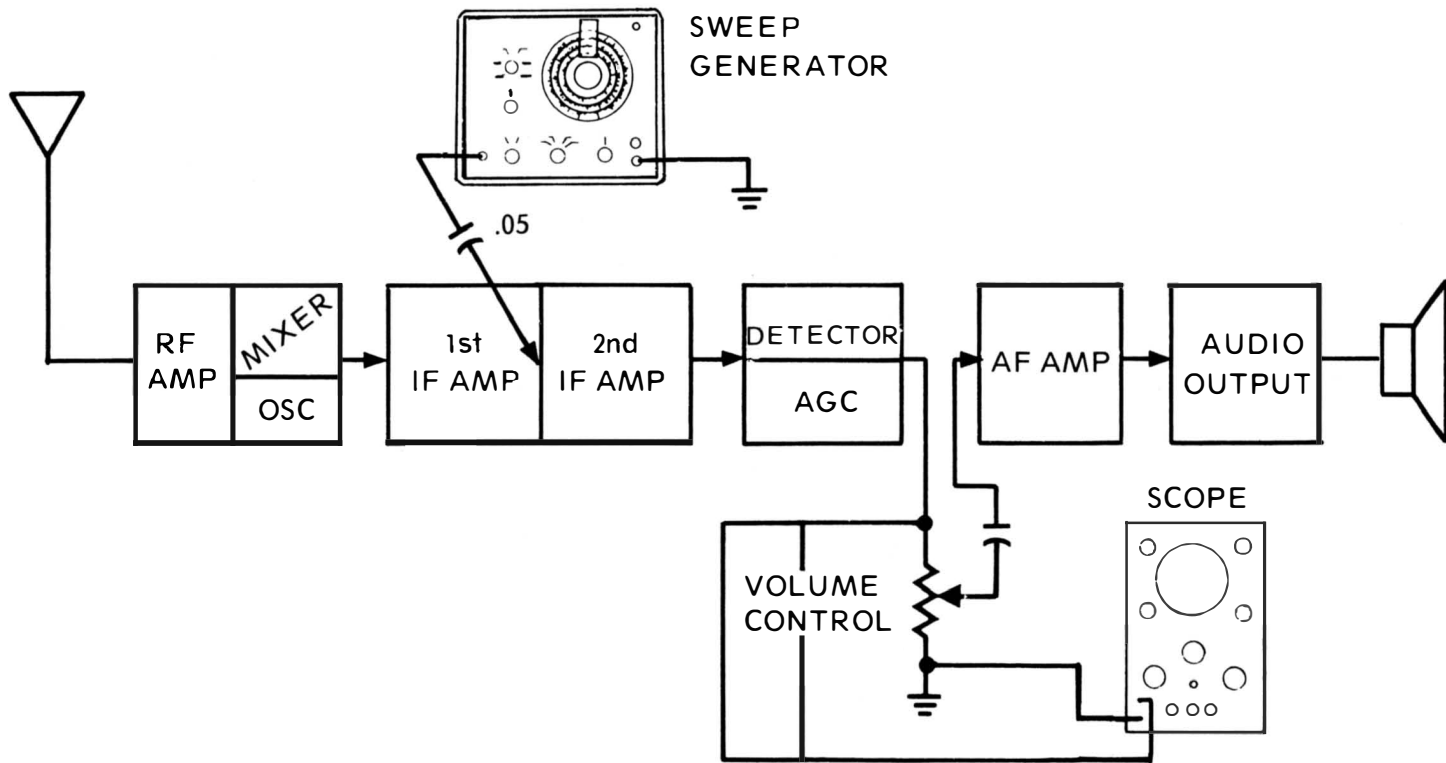 SWEEP
GENERATOR
.05
RF
AMP
MIXER
OSC
1st
IF AMP
2nd
IF AMP
DETECTOR
AGC
AF AMP
AUDIO
OUTPUT
SCOPE
VOLUME
CONTROL